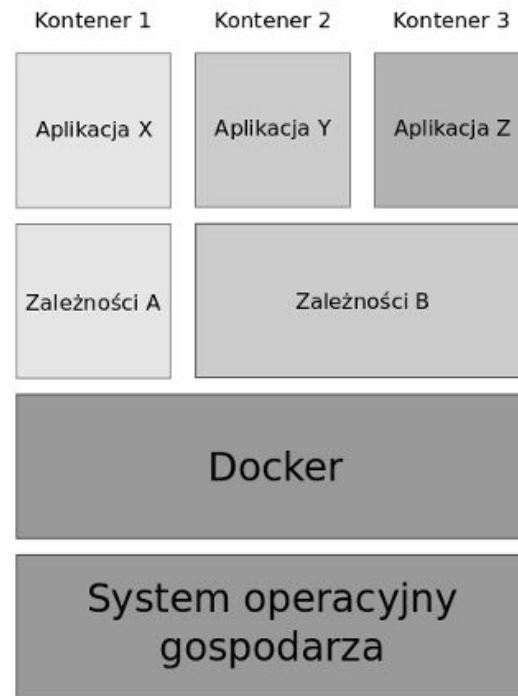 Kontener 1 Kontener 2 Kontener 3
Aplikacja X Aplikacja Y Aplikacja Z
Zależności A Zależności B
Docker
System operacyjny
gospodarza